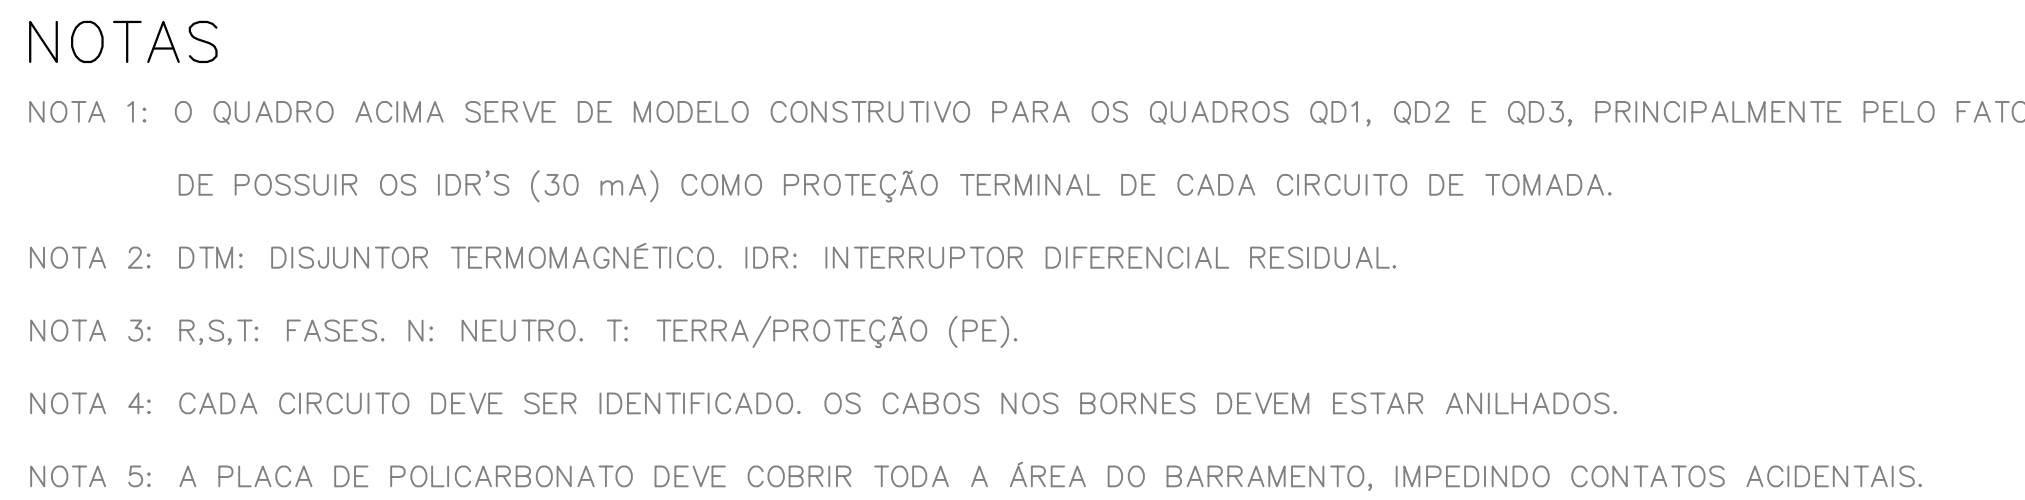 NOTAS
NOTA 1: O QUADRO ACIMA SERVE DE MODELO CONSTRUTIVO PARA OS QUADROS QD1, QD2 E QD3, PRINCIPALMENTE PELO FATO
DE POSSUIR OS IDR'S (30 mA) COMO PROTEÇÃO TERMINAL DE CADA CIRCUITO DE TOMADA.
NOTA 2: DTM: DISJUNTOR TERMOMAGNÉTICO. IDR: INTERRUPTOR DIFERENCIAL RESIDUAL.
NOTA 3: R,S,T: FASES. N: NEUTRO. T: TERRA/PROTEÇÃO (PE).
NOTA 4: CADA CIRCUITO DEVE SER IDENTIFICADO. OS CABOS NOS BORNES DEVEM ESTAR ANILHADOS.
NOTA 5: A PLACA DE POLICARBONATO DEVE COBRIR TODA A ÁREA DO BARRAMENTO, IMPEDINDO CONTATOS ACIDENTAIS.